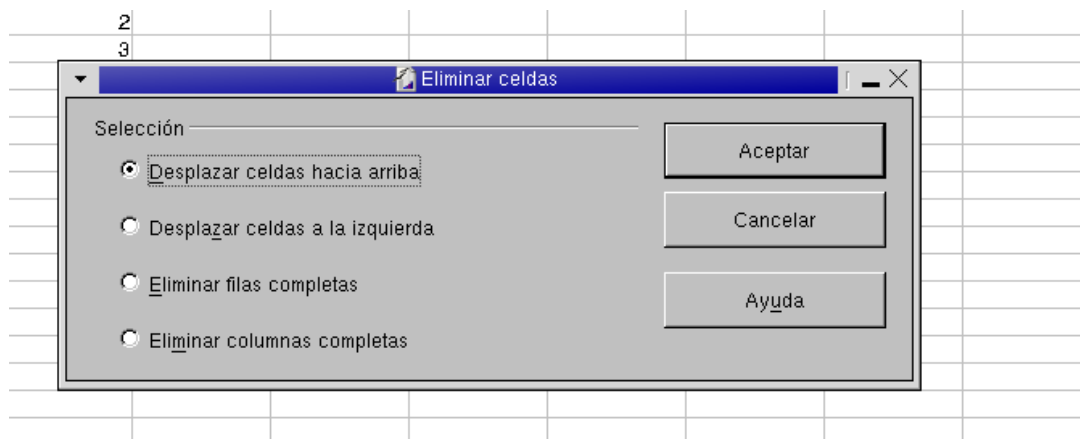 2
3
Eliminar celdas
Selección
Desplazar celdas hacia arriba
Desplazar celdas a la izquierda
Eliminar filas completas
Eliminar columnas completas
Aceptar
Cancelar
Ayuda